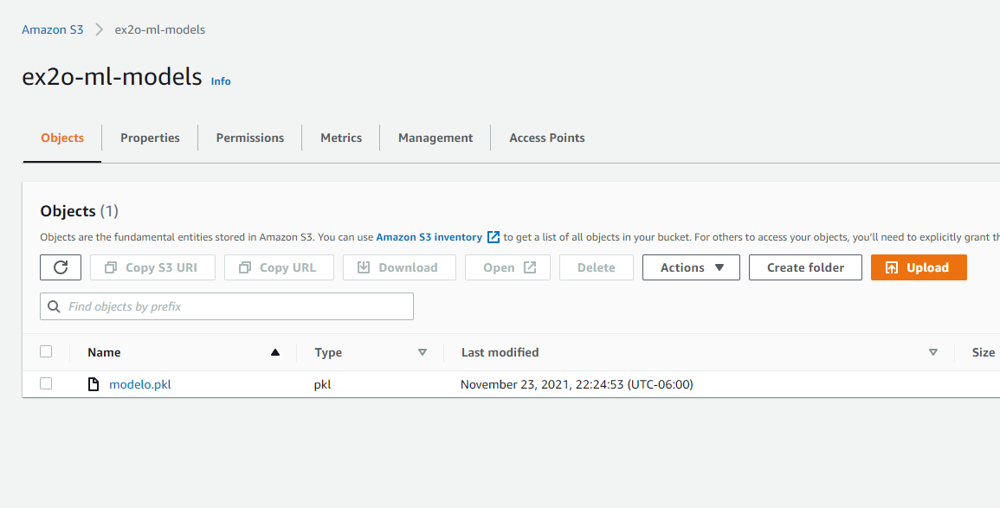 Amazon S3 ex2o-ml-models
ex2o-ml-models Info
Objects Properties Permissions Metrics Management Access Points
Objects (1)
Objects are the fundamental entities stored in Amazon S3. You can use Amazon S3 inventory to get a list of all objects in your bucket. For others to access your objects, you'll need to explicitly grant
Copy S3 URI Copy URL Download Open Delete Actions Create folder Upload
Find objects by prefix
Name Type Last modified Size
modelo.pkl pkl November 23, 2021, 22:24:53 (UTC-06:00)